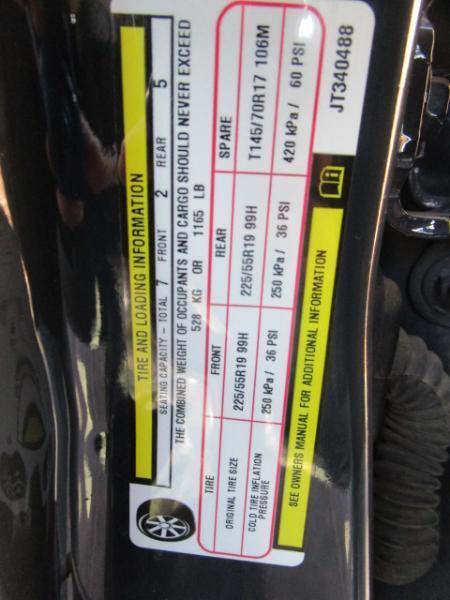 TIRE AND LOADING INFORMATION
SEATING CAPACITY – TOTAL 7 FRONT 2 REAR 5
THE COMBINED WEIGHT OF OCCUPANTS AND CARGO SHOULD NEVER EXCEED
528 KG OR 1165 LB
TIRE FRONT REAR SPARE
ORIGINAL TIRE SIZE 225/55R19 99H 225/55R19 99H T145/70R17 106M
COLD TIRE INFLATION
PRESSURE 250 kPa / 36 PSI 250 kPa / 36 PSI 420 kPa / 60 PSI
SEE OWNERS MANUAL FOR ADDITIONAL INFORMATION
JT340488